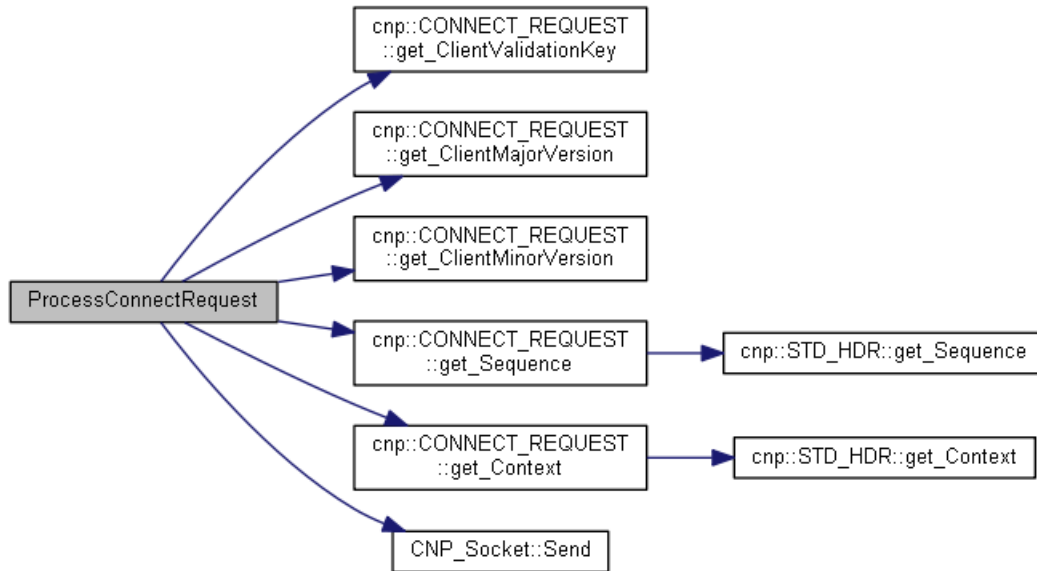 cnp::CONNECT_REQUEST
::get_ClientValidationKey
cnp::CONNECT_REQUEST
::get_ClientMajorVersion
cnp::CONNECT_REQUEST
::get_ClientMinorVersion
ProcessConnectRequest
cnp::CONNECT_REQUEST
::get_Sequence
cnp::STD_HDR::get_Sequence
cnp::CONNECT_REQUEST
::get_Context
cnp::STD_HDR::get_Context
CNP_Socket::Send